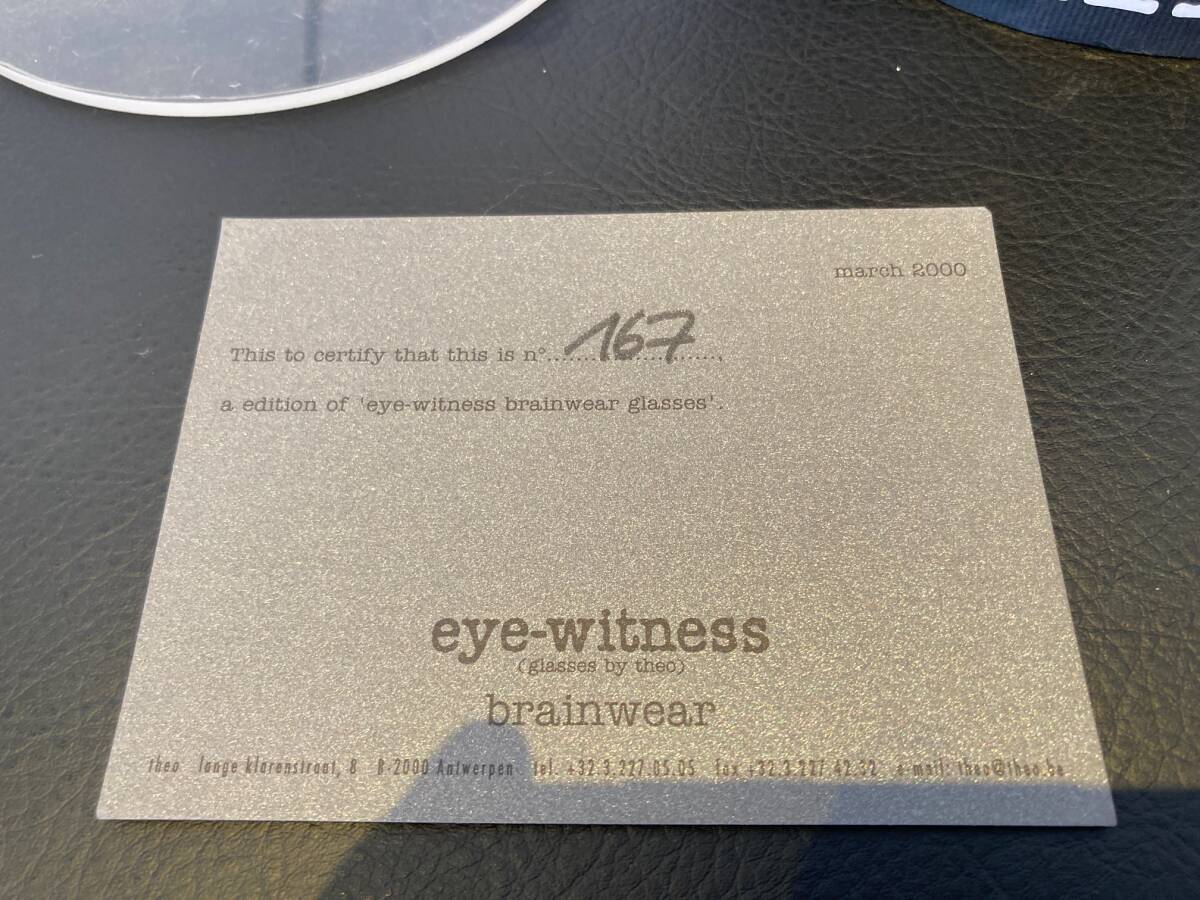 march 2000
This to certify that this is n°.....167.....,
a edition of 'eye-witness brainwear glasses'.
eye-witness
(glasses by theo)
brainwear
theo lange klarenstraat, 8 B-2000 Antwerpen tel. +32.3.227.05.05 fax +32.3.227.42.32 e-mail: theo@theo.be